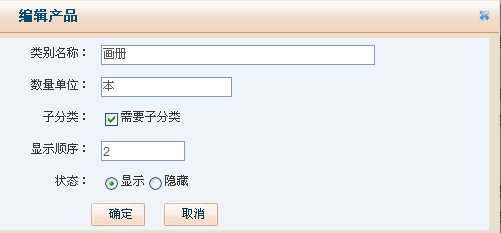 编辑产品
类别名称： 画册
数量单位： 本
子分类： 需要子分类
显示顺序： 2
状态： 显示 隐藏
确定 取消